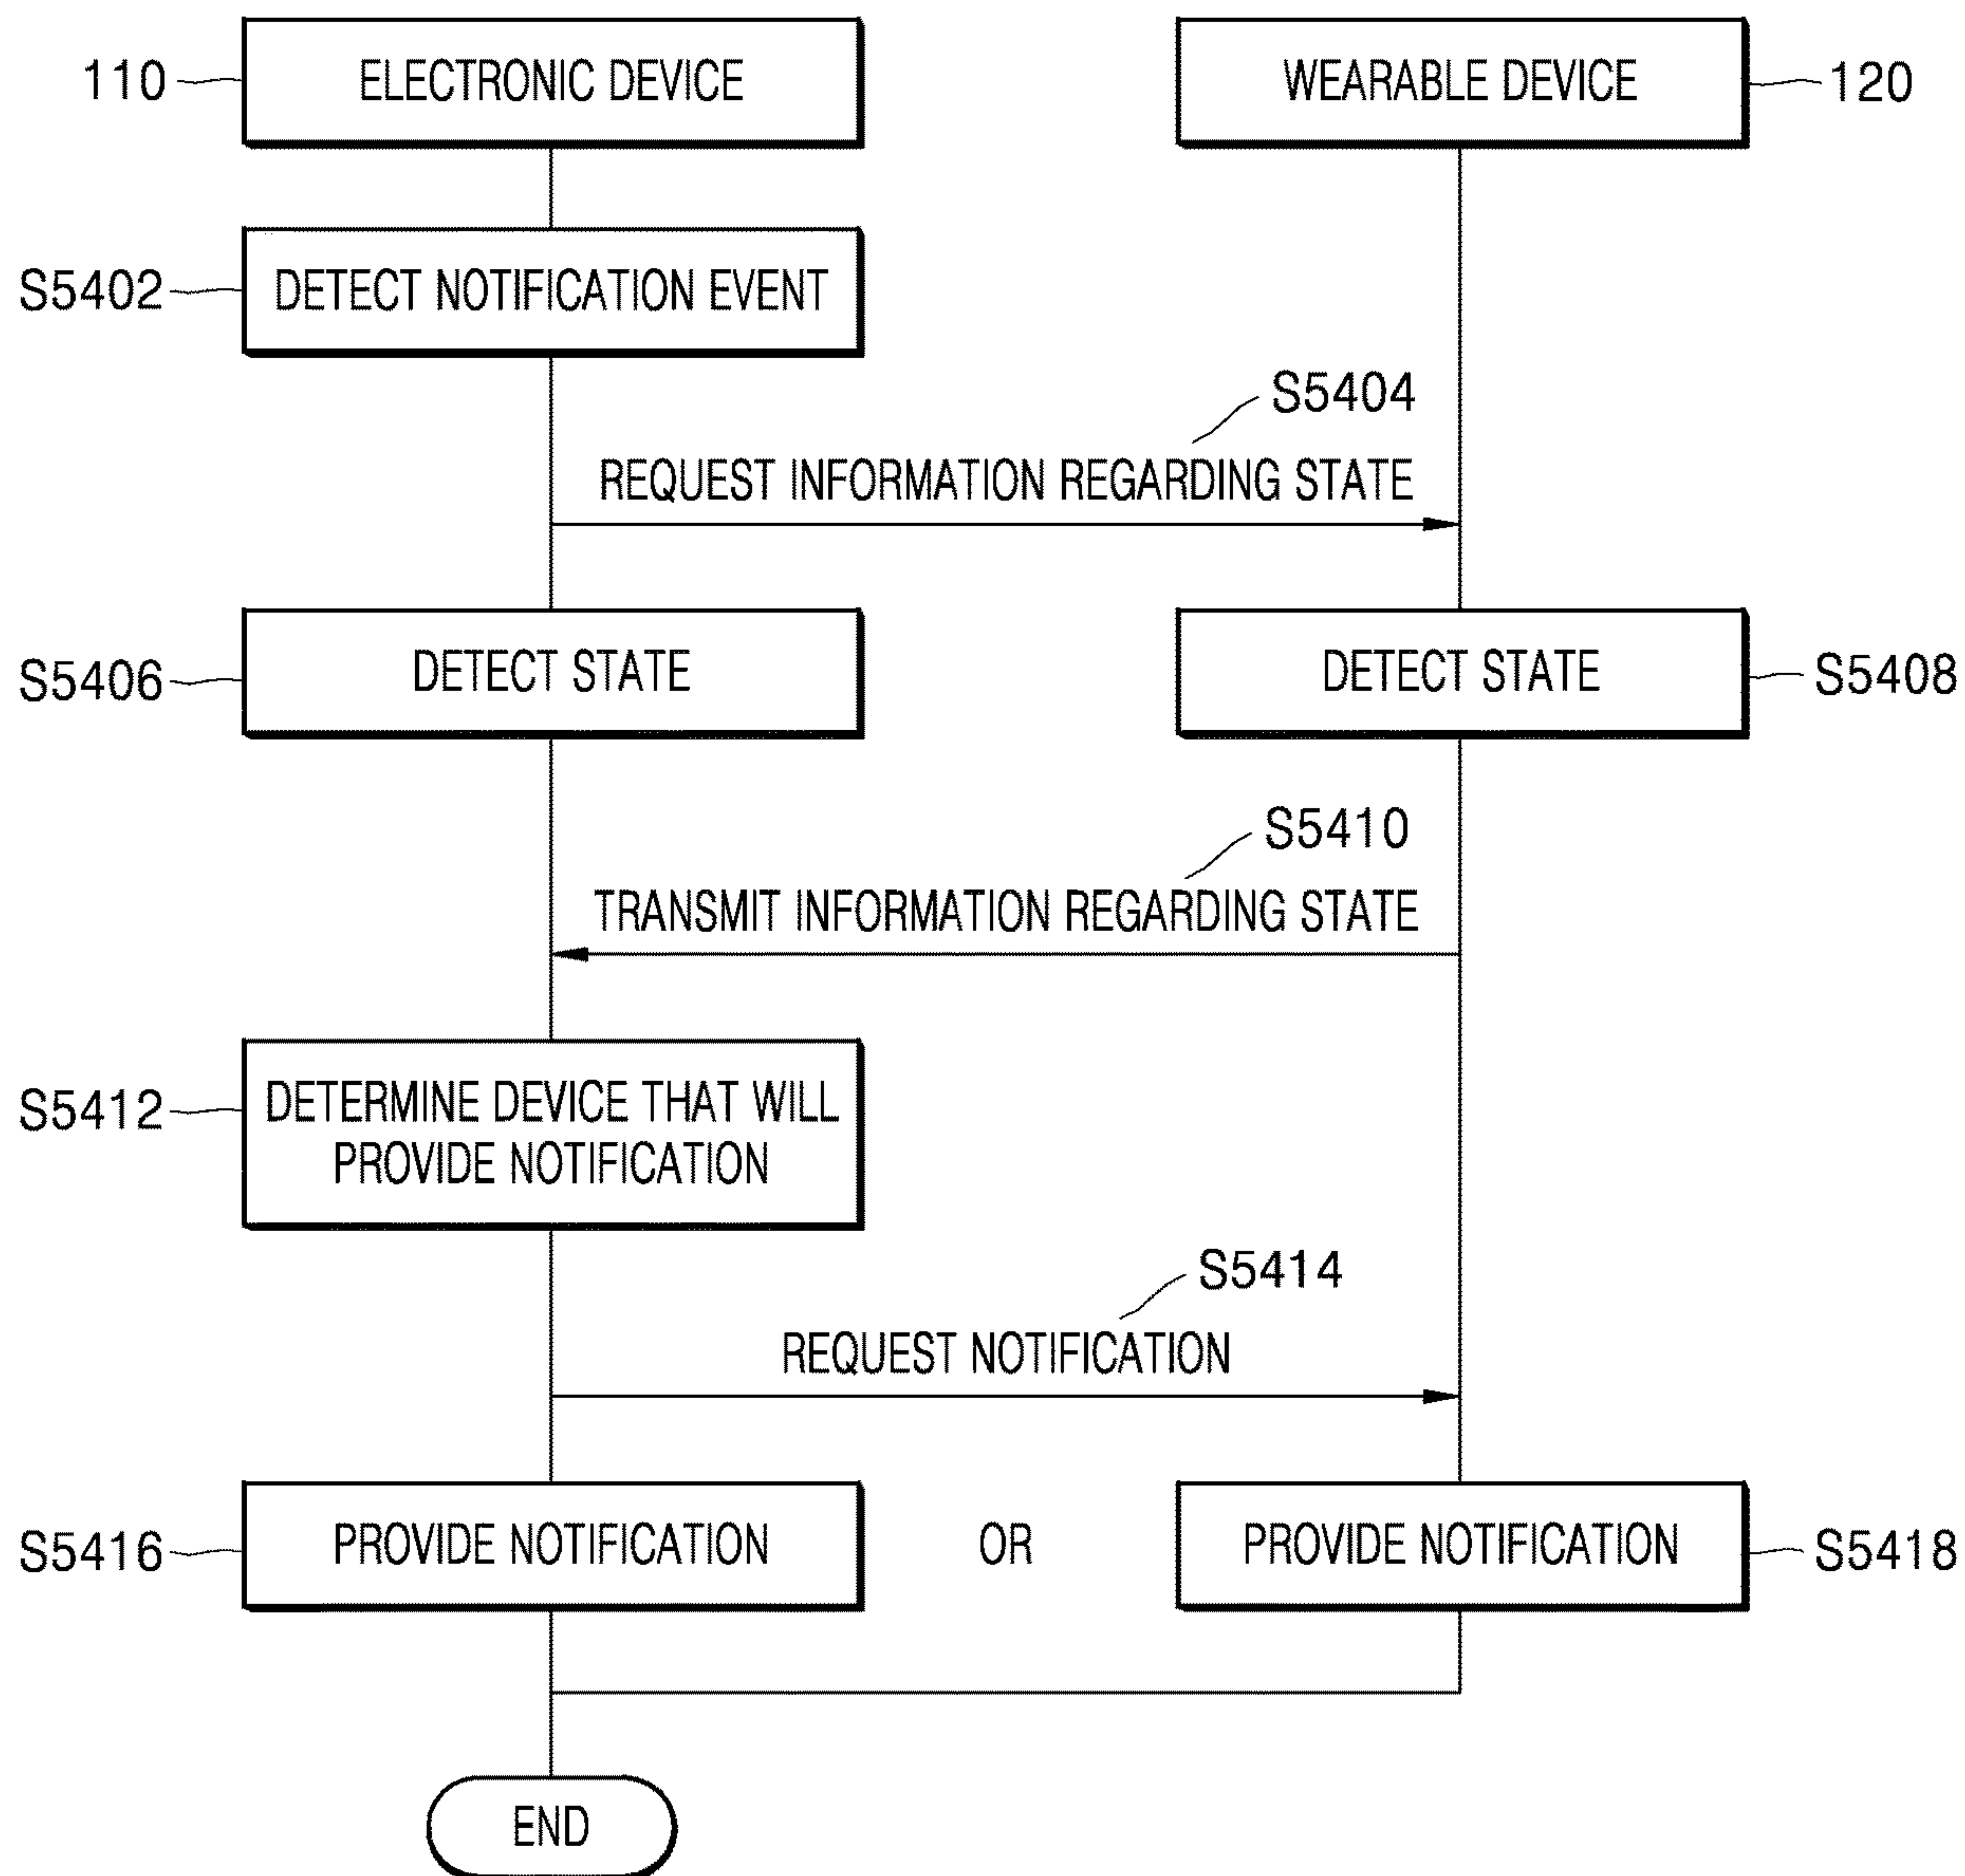 110
ELECTRONIC DEVICE
WEARABLE DEVICE
120
S5402
DETECT NOTIFICATION EVENT
S5404
REQUEST INFORMATION REGARDING STATE
S5406
DETECT STATE
DETECT STATE
S5408
S5410
TRANSMIT INFORMATION REGARDING STATE
S5412
DETERMINE DEVICE THAT WILL
PROVIDE NOTIFICATION
S5414
REQUEST NOTIFICATION
S5416
PROVIDE NOTIFICATION
OR
PROVIDE NOTIFICATION
S5418
END